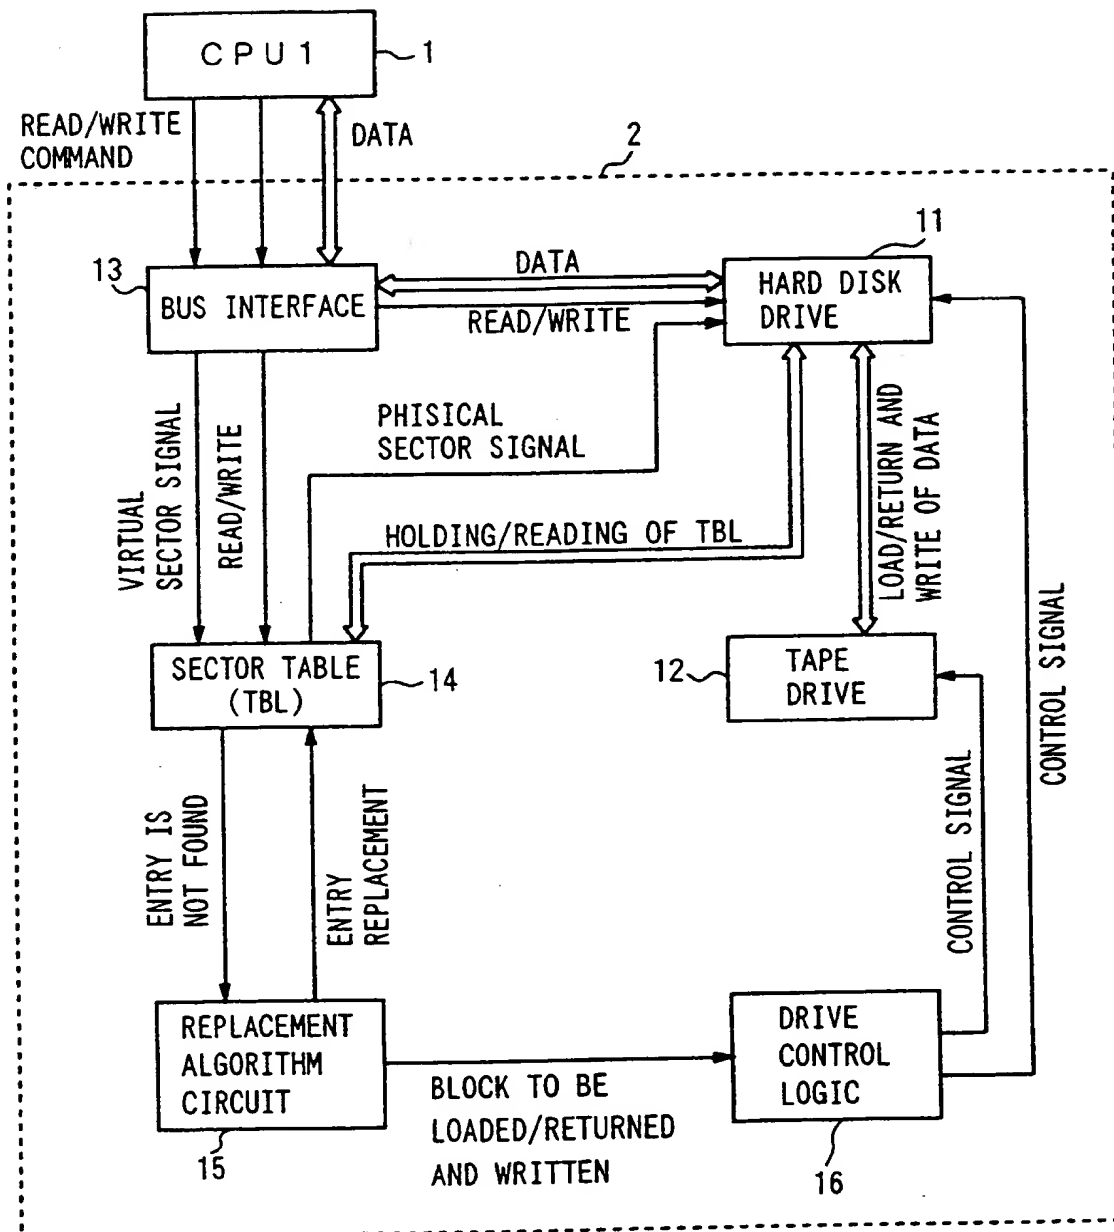 CPU1
1
READ/WRITE
COMMAND
DATA
2
11
13
BUS INTERFACE
DATA
READ/WRITE
HARD DISK
DRIVE
VIRTUAL
SECTOR SIGNAL
READ/WRITE
PHISICAL
SECTOR SIGNAL
HOLDING/READING OF TBL
LOAD/RETURN AND
WRITE OF DATA
CONTROL SIGNAL
SECTOR TABLE
(TBL)
14
12
TAPE
DRIVE
ENTRY IS
NOT FOUND
ENTRY
REPLACEMENT
CONTROL SIGNAL
REPLACEMENT
ALGORITHM
CIRCUIT
15
BLOCK TO BE
LOADED/RETURNED
AND WRITTEN
DRIVE
CONTROL
LOGIC
16